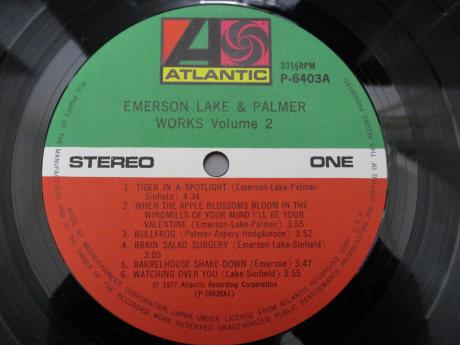 ATLANTIC
33⅓RPM
P-6403A
EMERSON LAKE & PALMER
WORKS Volume 2
STEREO
ONE
1. TIGER IN A SPOTLIGHT (Emerson-Lake-Palmer-
Sinfield) 4:34
2. WHEN THE APPLE BLOSSOMS BLOOM IN THE
WINDMILLS OF YOUR MIND I'LL BE YOUR
VALENTINE (Emerson-Lake-Palmer) 3:55
3. BULLFROG (Palmer-Aspery-Hodgkinson) 3:52
4. BRAIN SALAD SURGERY (Emerson-Lake-Sinfield)
3:05
5. BARRELHOUSE SHAKE-DOWN (Emerson) 3:47
6. WATCHING OVER YOU (Lake-Sinfield) 3:55
Ⓟ 1977 Atlantic Recording Corporation
(P-10438A1)
MADE BY WARNER-PIONEER CORPORATION, JAPAN, UNDER LICENSE FROM ATLANTIC RECORDING CORP. U.S.A.
ALL RIGHTS OF THE MANUFACTURER AND OF THE OWNER OF THE RECORDED WORK RESERVED. UNAUTHORIZED PUBLIC PERFORMANCE BROADCASTING AND COPYING OF THIS RECORD PROHIBITED